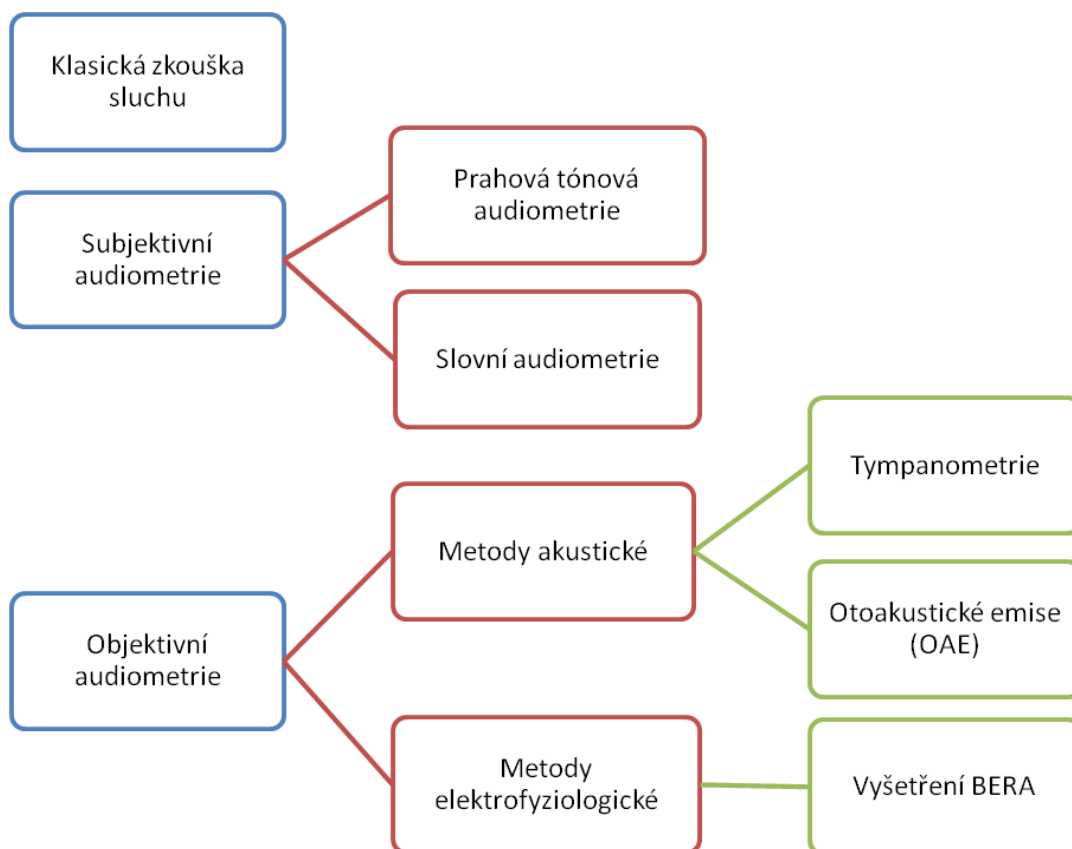 Klasická zkouška
sluchu
Subjektivní
audiometrie
Prahová tónová
audiometrie
Slovní audiometrie
Objektivní
audiometrie
Metody akustické
Tympanometrie
Otoakustické emise
(OAE)
Metody
elektrofyziologické
Vyšetření BERA